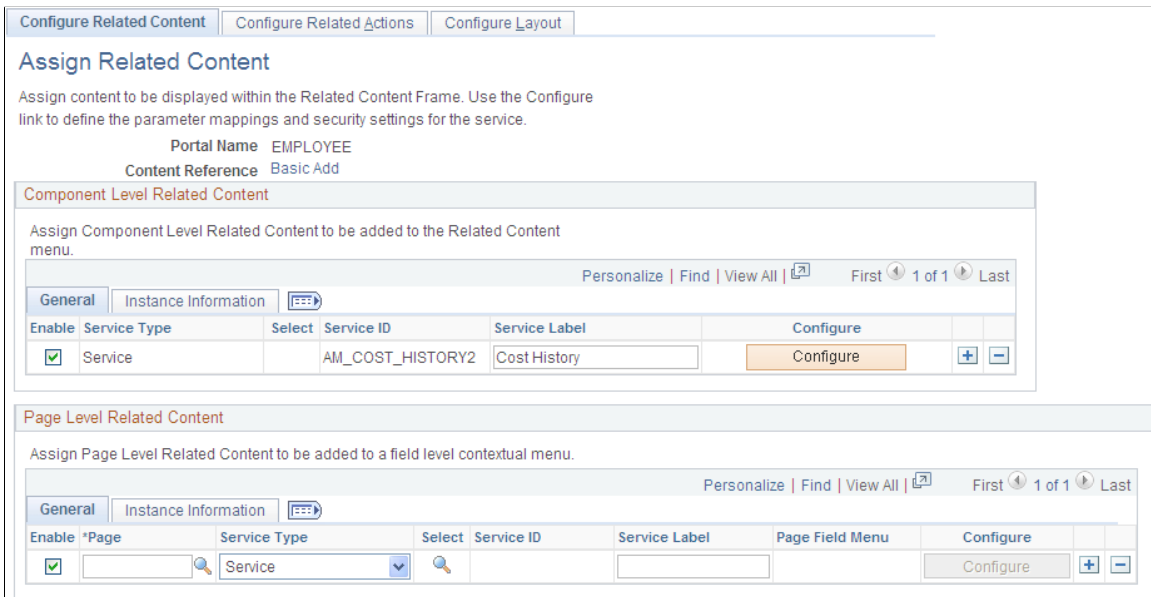 Configure Related Content Configure Related Actions Configure Layout
Assign Related Content
Assign content to be displayed within the Related Content Frame. Use the Configure
link to define the parameter mappings and security settings for the service.
Portal Name EMPLOYEE
Content Reference Basic Add
Component Level Related Content
Assign Component Level Related Content to be added to the Related Content
menu.
Personalize | Find | View All | First 1 of 1 Last
General Instance Information
Enable Service Type Select Service ID Service Label Configure
Service AM_COST_HISTORY2 Cost History Configure + −
Page Level Related Content
Assign Page Level Related Content to be added to a field level contextual menu.
Personalize | Find | View All | First 1 of 1 Last
General Instance Information
Enable *Page Service Type Select Service ID Service Label Page Field Menu Configure
Service Configure + −